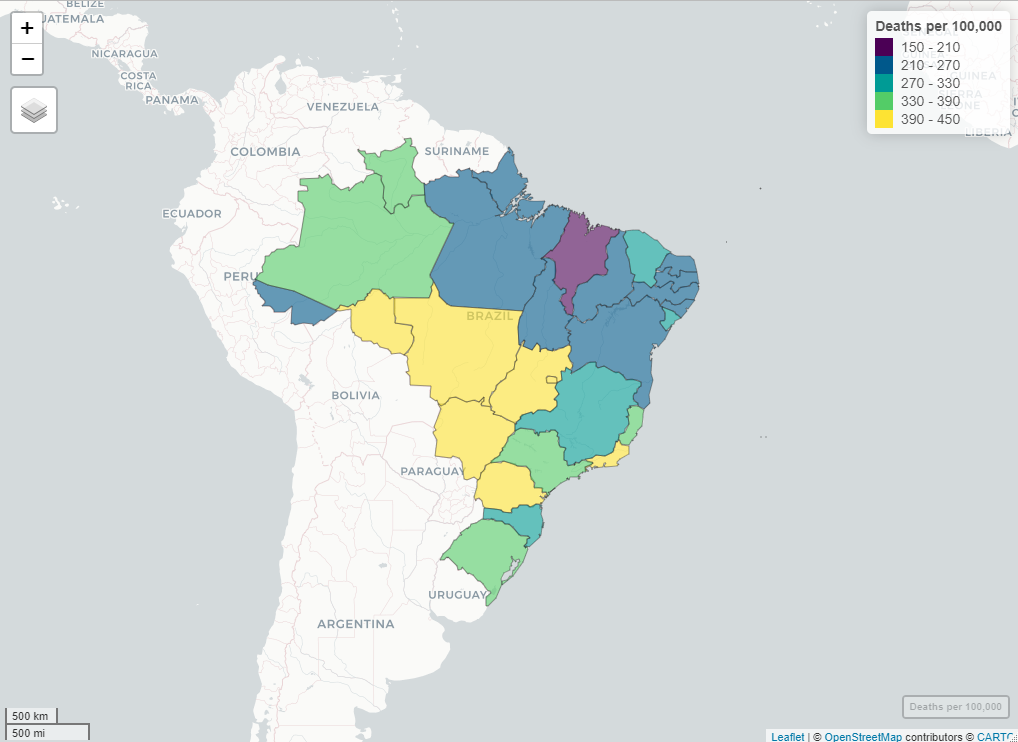 BELIZE
GUATEMALA
NICARAGUA
COSTA
RICA
PANAMA
VENEZUELA
COLOMBIA
SURINAME
ECUADOR
PERU
BRAZIL
BOLIVIA
PARAGUAY
URUGUAY
ARGENTINA
+
−
Deaths per 100,000
150 - 210
210 - 270
270 - 330
330 - 390
390 - 450
GUINEA
SIERRA
LEONE
LIBERIA
500 km
500 mi
Deaths per 100,000
Leaflet | © OpenStreetMap contributors © CARTO